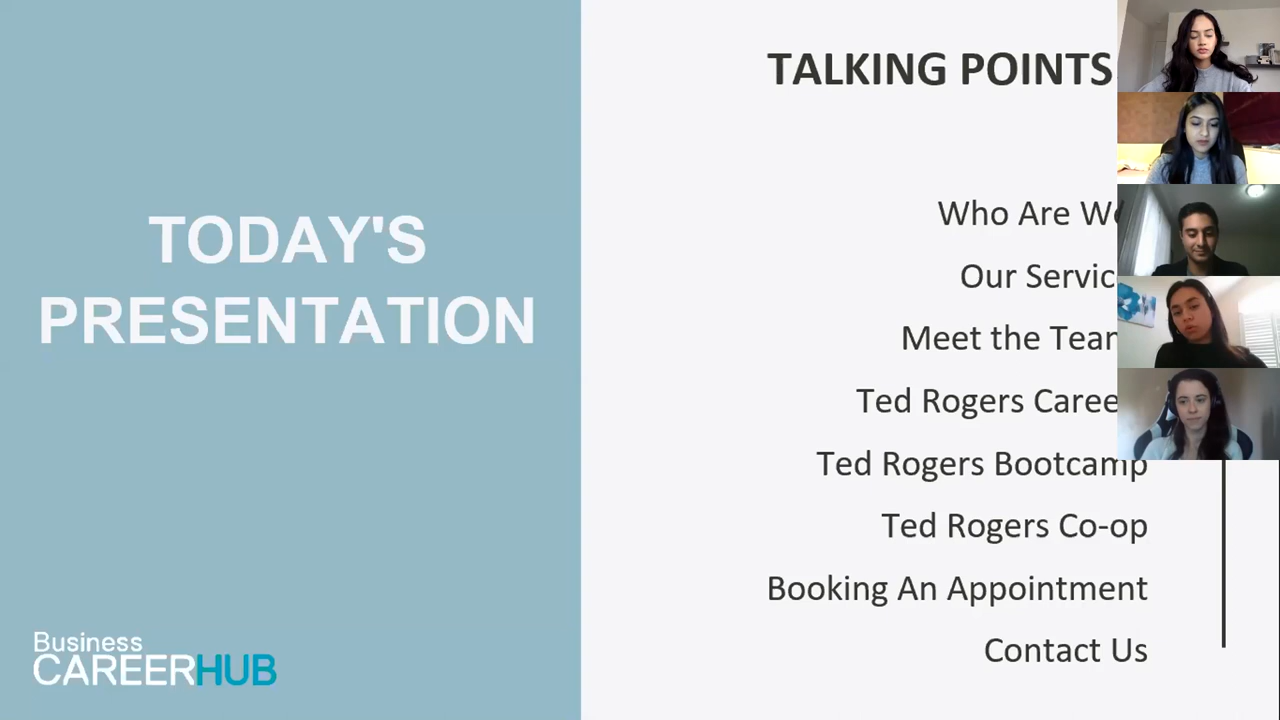 TODAY'S
PRESENTATION
Business
CAREERHUB
TALKING POINTS
Who Are We
Our
Meet the
Ted Rogers
Ted Rogers Bootcamp
Ted Rogers Co-op
Booking An Appointment
Contact Us